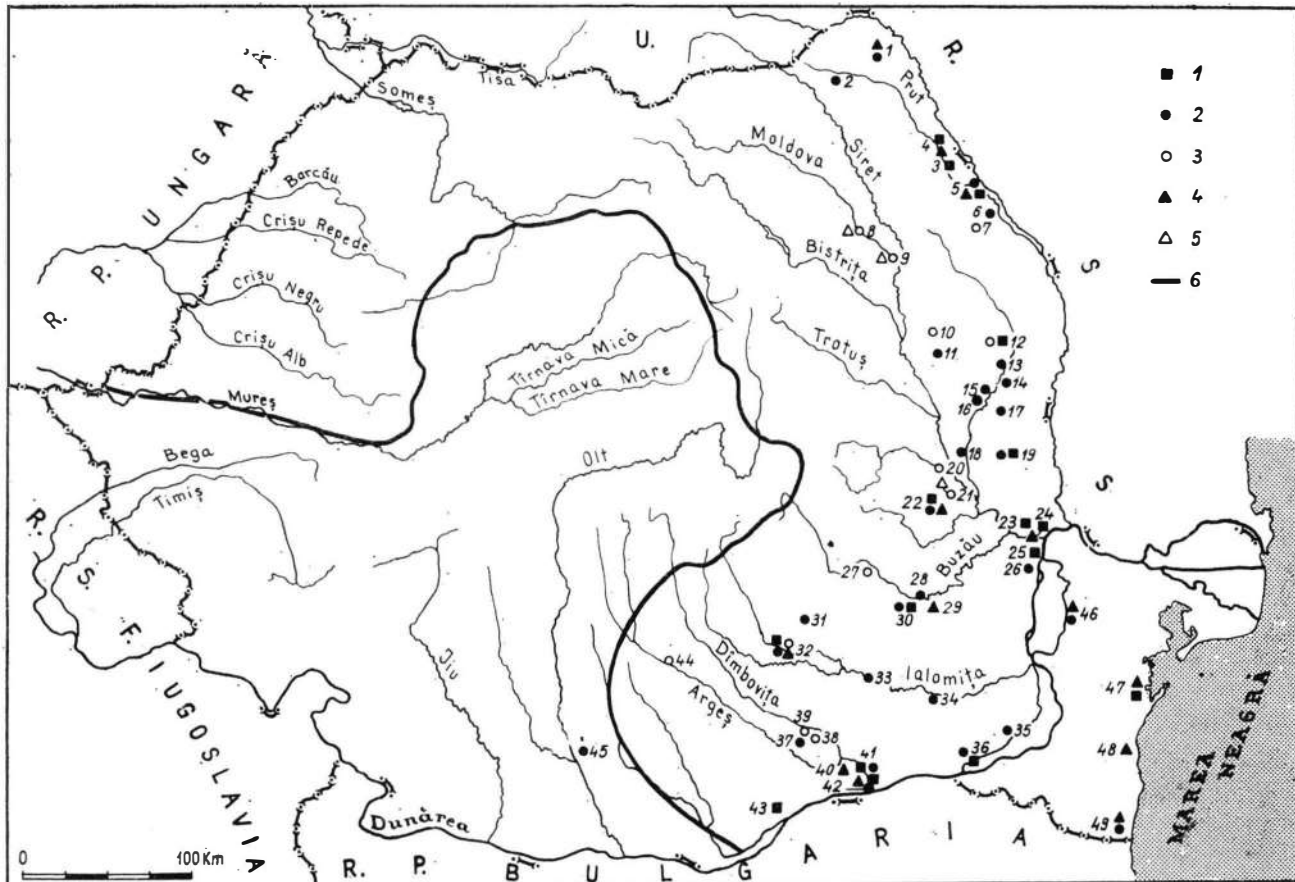 R. P. UNGARĂ
U. R. S. S.
R. S. F. IUGOSLAVIA
R. P. BULGARIA
MAREA NEAGRĂ
Tisa
Someș
Barcău
Crișu Repede
Crișu Negru
Crișu Alb
Mureș
Bega
Timiș
Tîrnava Mică
Tîrnava Mare
Olt
Jiu
Dunărea
Argeș
Dîmbovița
Ialomița
Buzău
Trotuș
Bistrița
Moldova
Siret
Prut
1
2
3
4
5
6
1
2
4
3
5
6
7
8
9
10
11
12
13
14
15
16
17
18
19
20
21
22
23
24
25
26
27
28
29
30
31
32
33
34
35
36
37
38
39
40
41
42
43
44
45
46
47
48
49
0 100 Km